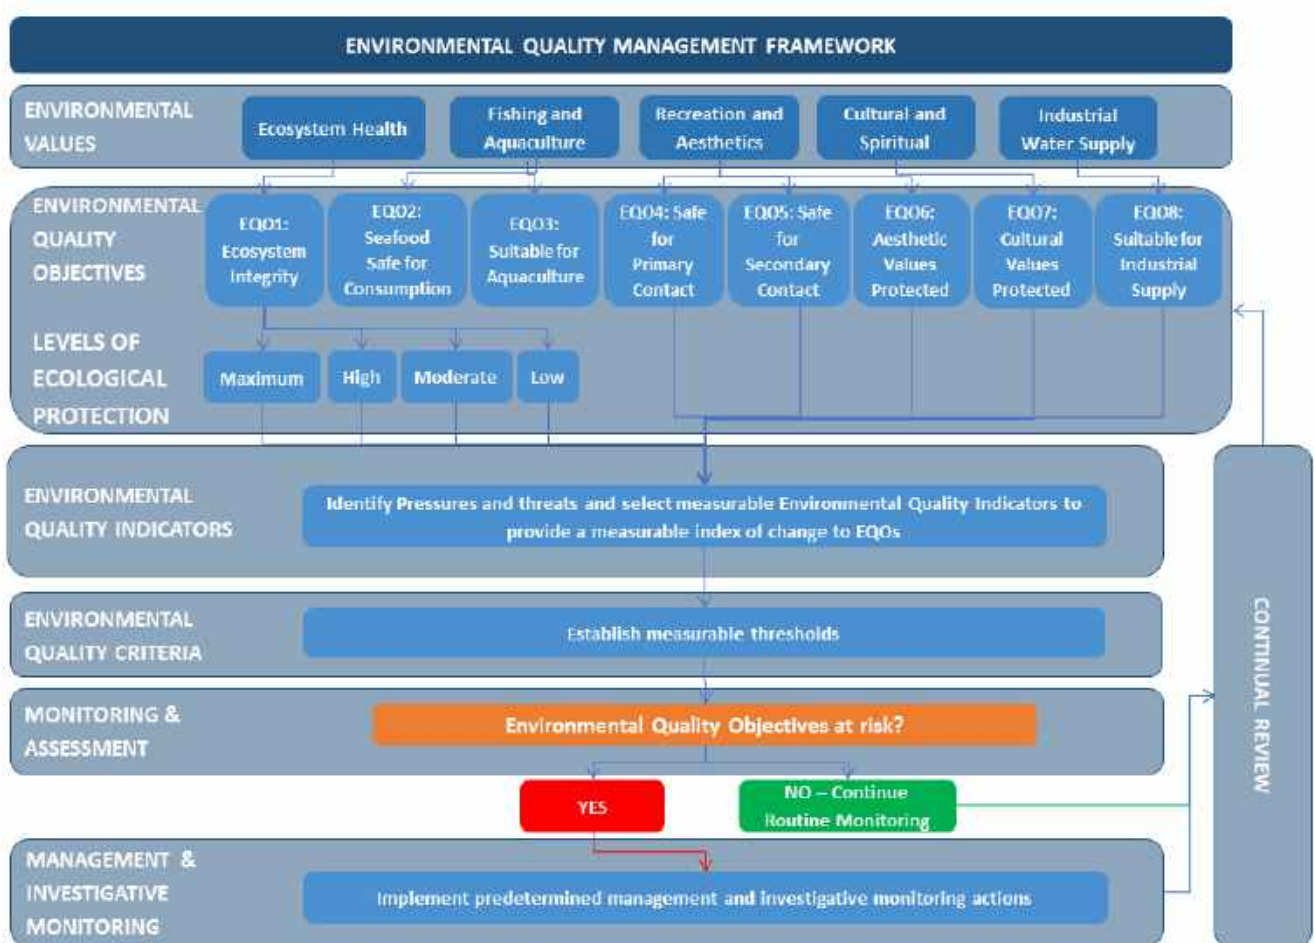 ENVIRONMENTAL QUALITY MANAGEMENT FRAMEWORK
ENVIRONMENTAL
VALUES
Ecosystem Health
Fishing and
Aquaculture
Recreation and
Aesthetics
Cultural and
Spiritual
Industrial
Water Supply
ENVIRONMENTAL
QUALITY
OBJECTIVES
EQO1:
Ecosystem
Integrity
EQO2:
Seafood
Safe for
Consumption
EQO3:
Suitable for
Aquaculture
EQO4: Safe
for
Primary
Contact
EQO5: Safe
for
Secondary
Contact
EQO6:
Aesthetic
Values
Protected
EQO7:
Cultural
Values
Protected
EQO8:
Suitable for
Industrial
Supply
LEVELS OF
ECOLOGICAL
PROTECTION
Maximum
High
Moderate
Low
ENVIRONMENTAL
QUALITY INDICATORS
Identify Pressures and threats and select measurable Environmental Quality Indicators to
provide a measurable index of change to EQOs
ENVIRONMENTAL
QUALITY CRITERIA
Establish measurable thresholds
MONITORING &
ASSESSMENT
Environmental Quality Objectives at risk?
YES
NO – Continue
Routine Monitoring
MANAGEMENT &
INVESTIGATIVE
MONITORING
Implement predetermined management and investigative monitoring actions
CONTINUAL REVIEW